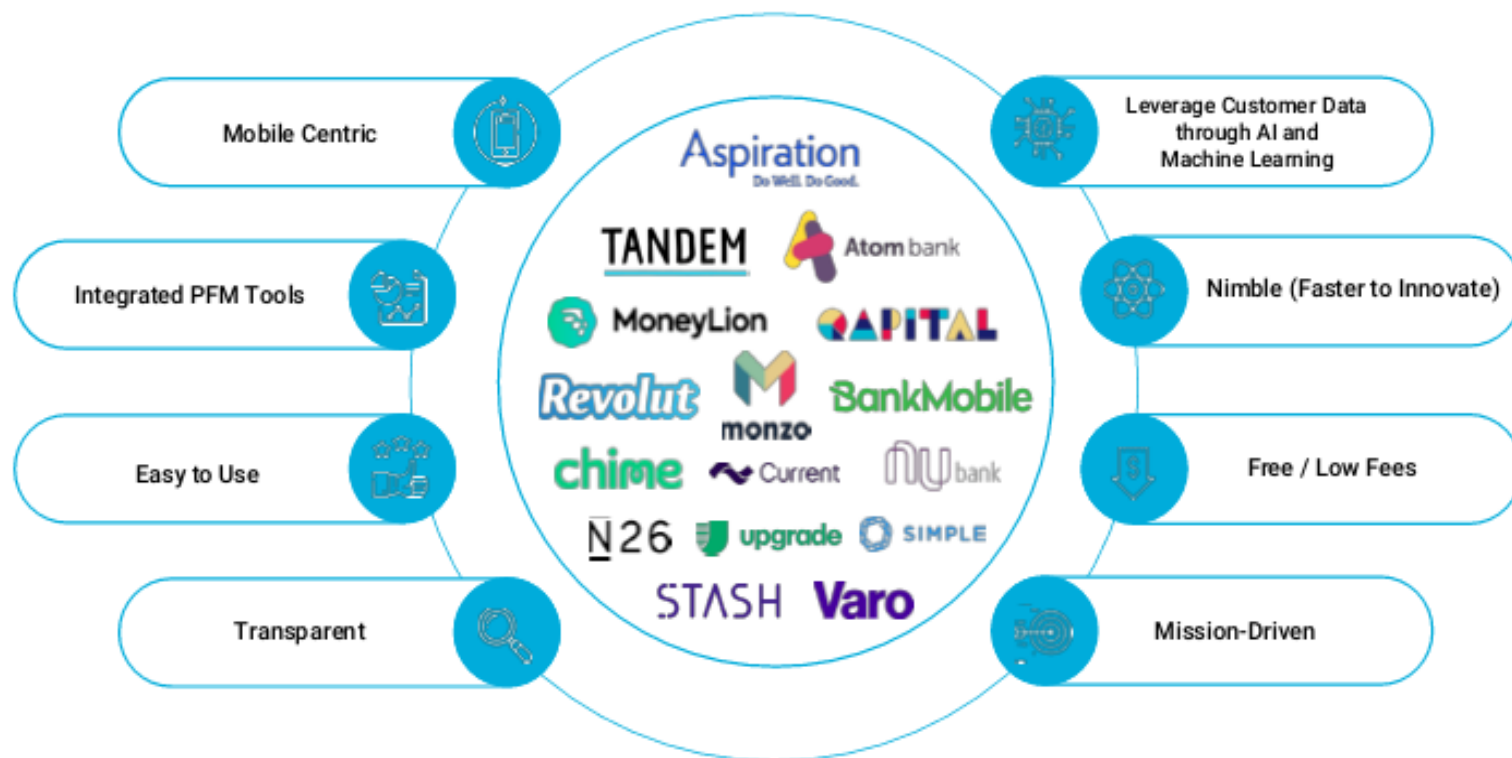 Mobile Centric
Integrated PFM Tools
Easy to Use
Transparent
Aspiration
Do Well. Do Good.
TANDEM
Atom bank
MoneyLion
QAPITAL
Revolut
monzo
BankMobile
chime
Current
nu bank
N26
upgrade
SIMPLE
STASH
Varo
Leverage Customer Data
through AI and
Machine Learning
Nimble (Faster to Innovate)
Free / Low Fees
Mission-Driven